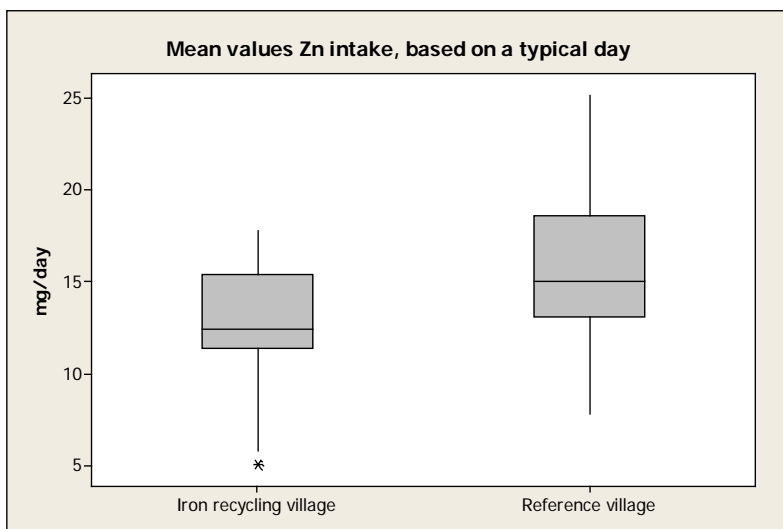 Mean values Zn intake, based on a typical day
25
20
15
10
5
mg/day
Iron recycling village
Reference village